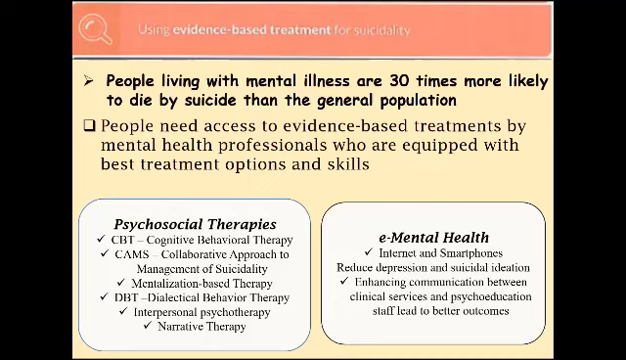 Using evidence-based treatment for suicidality
➤ People living with mental illness are 30 times more likely
to die by suicide than the general population
❑ People need access to evidence-based treatments by
mental health professionals who are equipped with
best treatment options and skills
Psychosocial Therapies
✓ CBT – Cognitive Behavioral Therapy
✓ CAMS – Collaborative Approach to
Management of Suicidality
✓ Mentalization-based Therapy
✓ DBT –Dialectical Behavior Therapy
✓ Interpersonal psychotherapy
✓ Narrative Therapy
e-Mental Health
✓ Internet and Smartphones
Reduce depression and suicidal ideation
✓ Enhancing communication between
clinical services and psychoeducation
staff lead to better outcomes